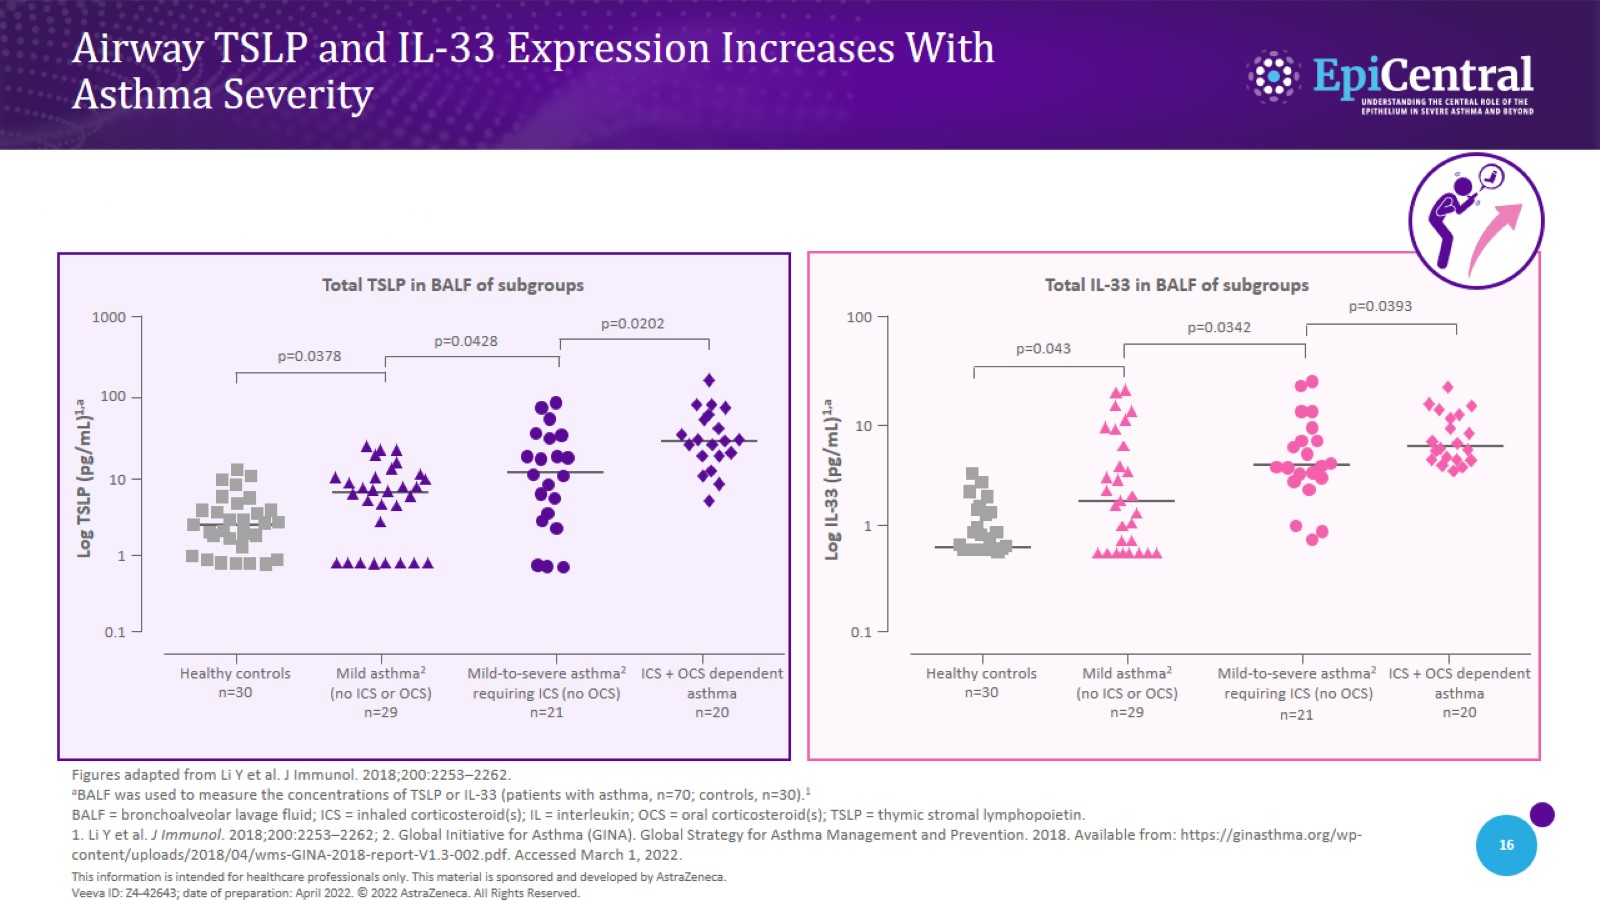 Airway TSLP and IL-33 Expression Increases With
Asthma Severity
EpiCentral
UNDERSTANDING THE CENTRAL ROLE OF THE
EPITHELIUM IN SEVERE ASTHMA AND BEYOND
Total TSLP in BALF of subgroups
Log TSLP (pg/mL)1,a
1000
100
10
1
0.1
p=0.0378
p=0.0428
p=0.0202
Healthy controls
n=30
Mild asthma2
(no ICS or OCS)
n=29
Mild-to-severe asthma2
requiring ICS (no OCS)
n=21
ICS + OCS dependent
asthma
n=20
Total IL-33 in BALF of subgroups
Log IL-33 (pg/mL)1,a
100
10
1
0.1
p=0.043
p=0.0342
p=0.0393
Healthy controls
n=30
Mild asthma2
(no ICS or OCS)
n=29
Mild-to-severe asthma2
requiring ICS (no OCS)
n=21
ICS + OCS dependent
asthma
n=20
Figures adapted from Li Y et al. J Immunol. 2018;200:2253–2262.
aBALF was used to measure the concentrations of TSLP or IL-33 (patients with asthma, n=70; controls, n=30).1
BALF = bronchoalveolar lavage fluid; ICS = inhaled corticosteroid(s); IL = interleukin; OCS = oral corticosteroid(s); TSLP = thymic stromal lymphopoietin.
1. Li Y et al. J Immunol. 2018;200:2253–2262; 2. Global Initiative for Asthma (GINA). Global Strategy for Asthma Management and Prevention. 2018. Available from: https://ginasthma.org/wp-
content/uploads/2018/04/wms-GINA-2018-report-V1.3-002.pdf. Accessed March 1, 2022.
This information is intended for healthcare professionals only. This material is sponsored and developed by AstraZeneca.
Veeva ID: Z4-42643; date of preparation: April 2022. © 2022 AstraZeneca. All Rights Reserved.
16